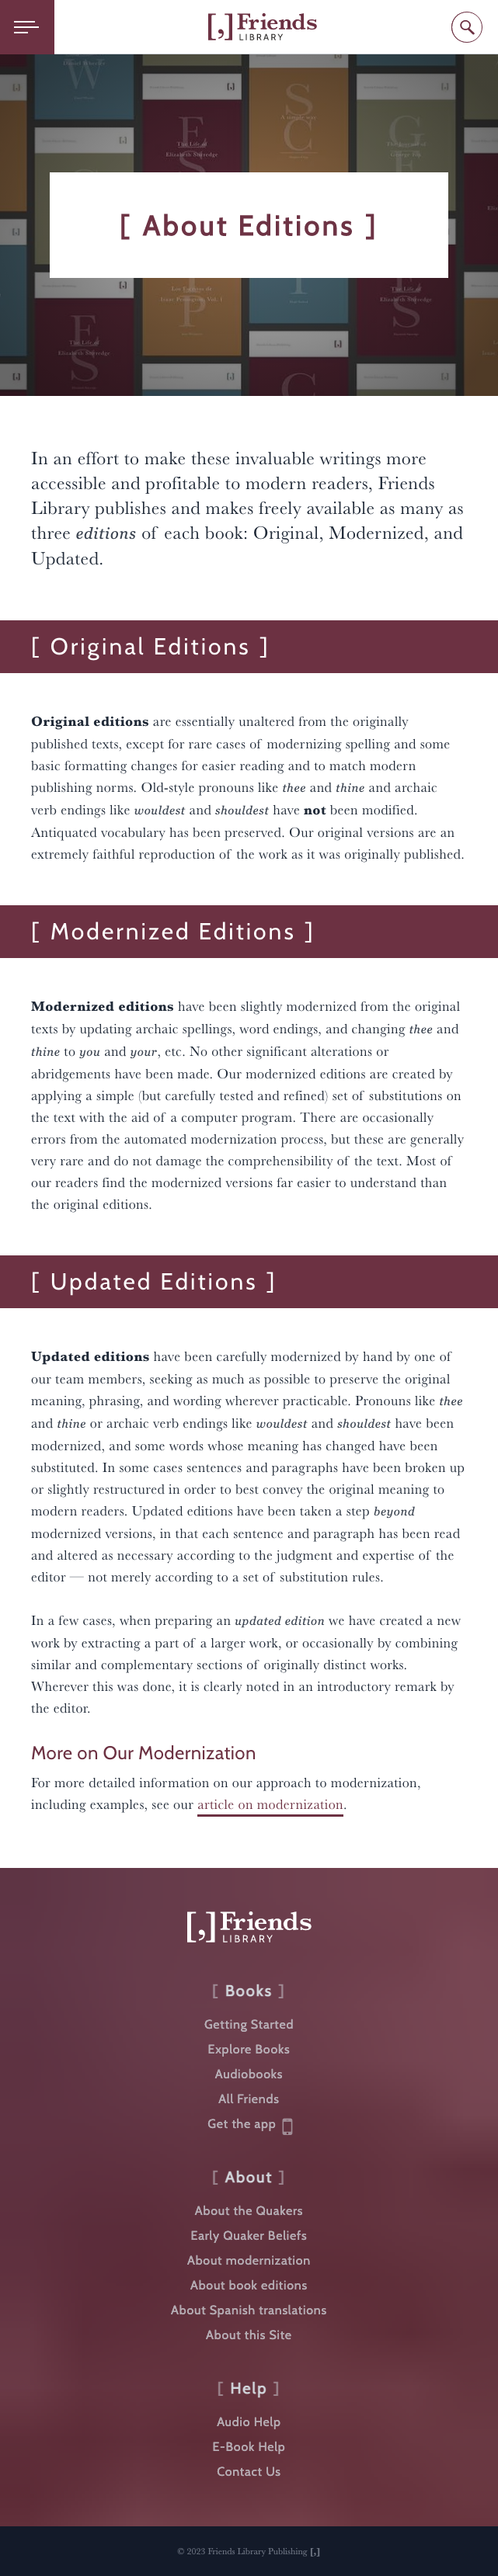 [,] Friends
LIBRARY
[ About Editions ]
In an effort to make these invaluable writings more
accessible and profitable to modern readers, Friends
Library publishes and makes freely available as many as
three editions of each book: Original, Modernized, and
Updated.
[ Original Editions ]
Original editions are essentially unaltered from the originally
published texts, except for rare cases of modernizing spelling and some
basic formatting changes for easier reading and to match modern
publishing norms. Old-style pronouns like thee and thine and archaic
verb endings like wouldest and shouldest have not been modified.
Antiquated vocabulary has been preserved. Our original versions are an
extremely faithful reproduction of the work as it was originally published.
[ Modernized Editions ]
Modernized editions have been slightly modernized from the original
texts by updating archaic spellings, word endings, and changing thee and
thine to you and your, etc. No other significant alterations or
abridgements have been made. Our modernized editions are created by
applying a simple (but carefully tested and refined) set of substitutions on
the text with the aid of a computer program. There are occasionally
errors from the automated modernization process, but these are generally
very rare and do not damage the comprehensibility of the text. Most of
our readers find the modernized versions far easier to understand than
the original editions.
[ Updated Editions ]
Updated editions have been carefully modernized by hand by one of
our team members, seeking as much as possible to preserve the original
meaning, phrasing, and wording wherever practicable. Pronouns like thee
and thine or archaic verb endings like wouldest and shouldest have been
modernized, and some words whose meaning has changed have been
substituted. In some cases sentences and paragraphs have been broken up
or slightly restructured in order to best convey the original meaning to
modern readers. Updated editions have been taken a step beyond
modernized versions, in that each sentence and paragraph has been read
and altered as necessary according to the judgment and expertise of the
editor — not merely according to a set of substitution rules.
In a few cases, when preparing an updated edition we have created a new
work by extracting a part of a larger work, or occasionally by combining
similar and complementary sections of originally distinct works.
Wherever this was done, it is clearly noted in an introductory remark by
the editor.
More on Our Modernization
For more detailed information on our approach to modernization,
including examples, see our article on modernization.
[,] Friends
LIBRARY
[ Books ]
Getting Started
Explore Books
Audiobooks
All Friends
Get the app
[ About ]
About the Quakers
Early Quaker Beliefs
About modernization
About book editions
About Spanish translations
About this Site
[ Help ]
Audio Help
E-Book Help
Contact Us
© 2023 Friends Library Publishing [,]